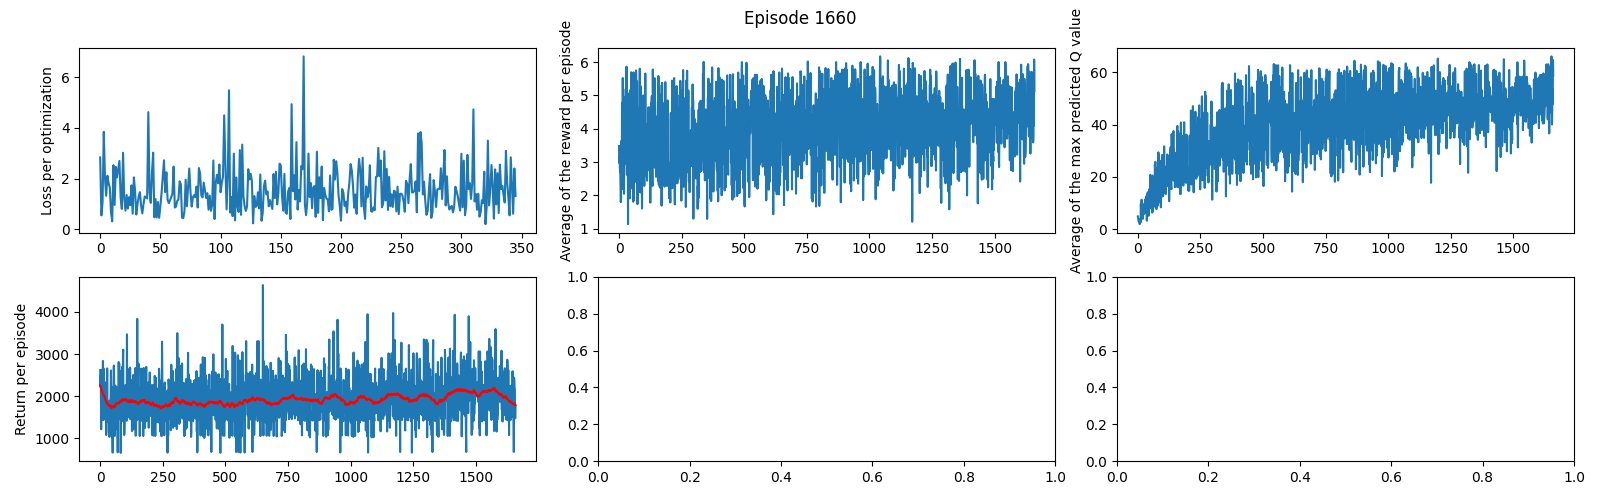 Episode 1660
Loss per optimization
6
4
2
0
0 50 100 150 200 250 300 350
Average of the reward per episode
6
5
4
3
2
1
0 250 500 750 1000 1250 1500
Average of the max predicted Q value
60
40
20
0
0 250 500 750 1000 1250 1500
Return per episode
4000
3000
2000
1000
0 250 500 750 1000 1250 1500
1.0
0.8
0.6
0.4
0.2
0.0
0.0 0.2 0.4 0.6 0.8 1.0
1.0
0.8
0.6
0.4
0.2
0.0
0.0 0.2 0.4 0.6 0.8 1.0